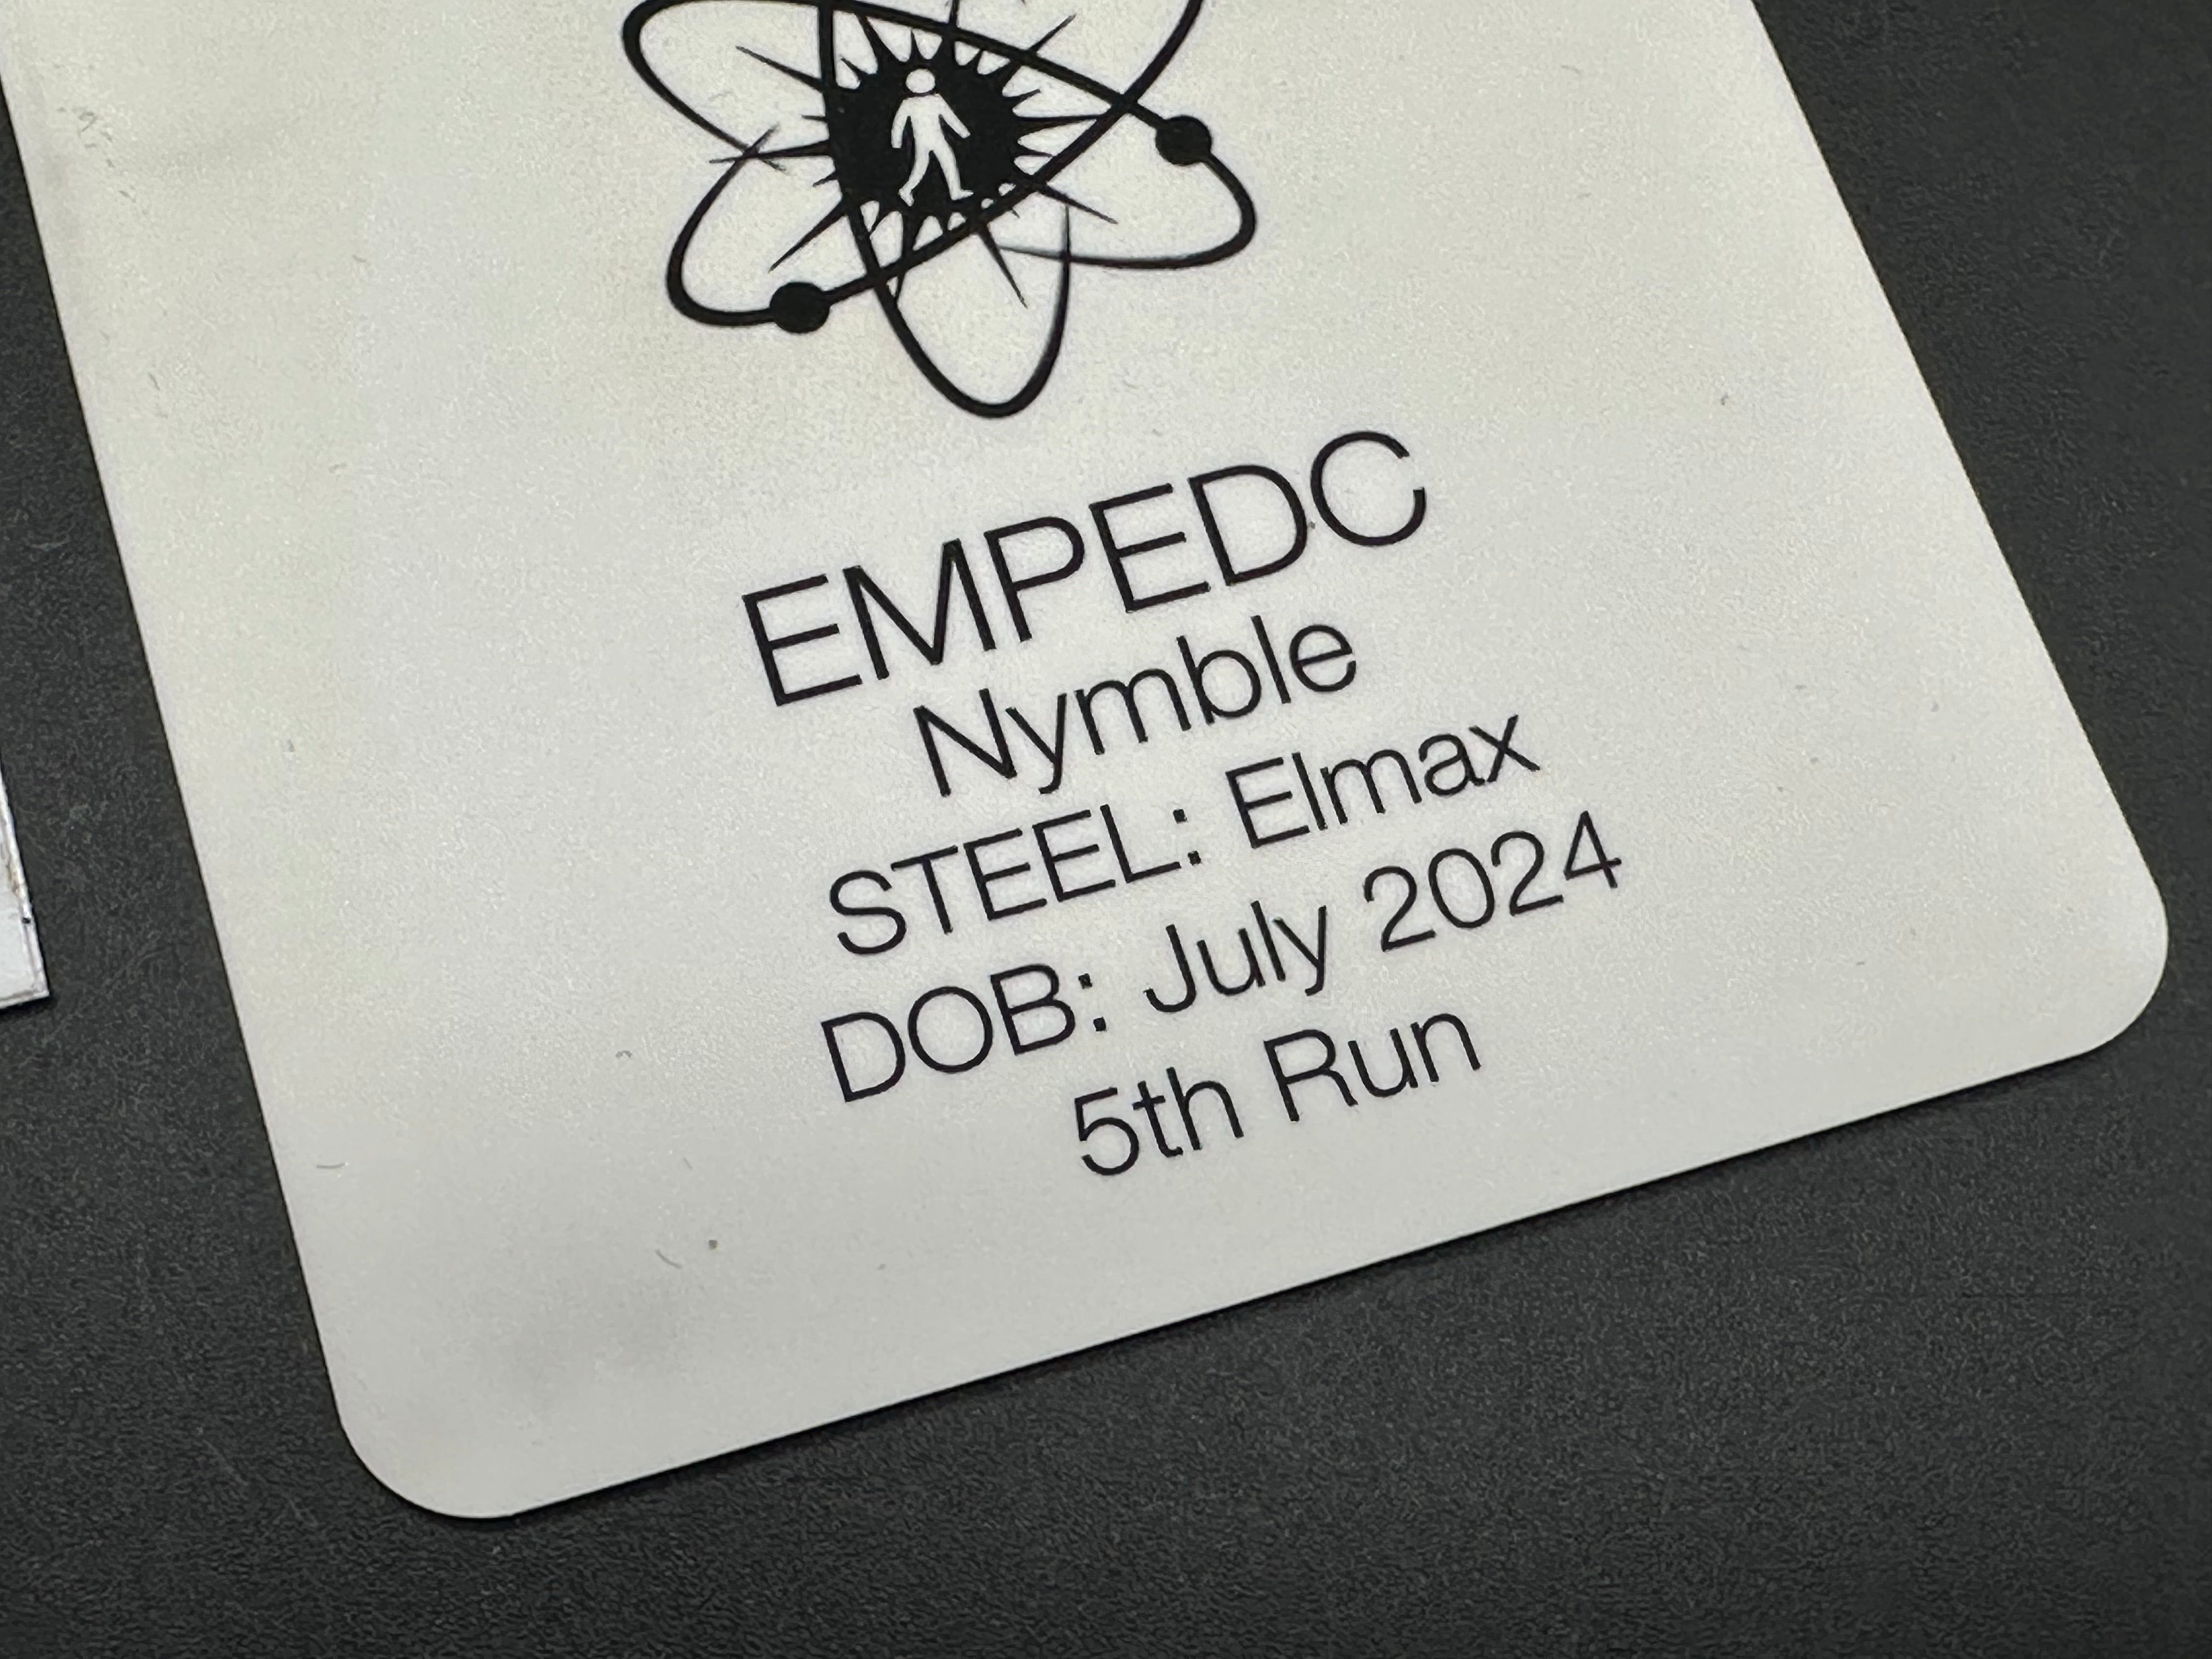 EMPEDC
Nymble
STEEL: Elmax
DOB: July 2024
5th Run